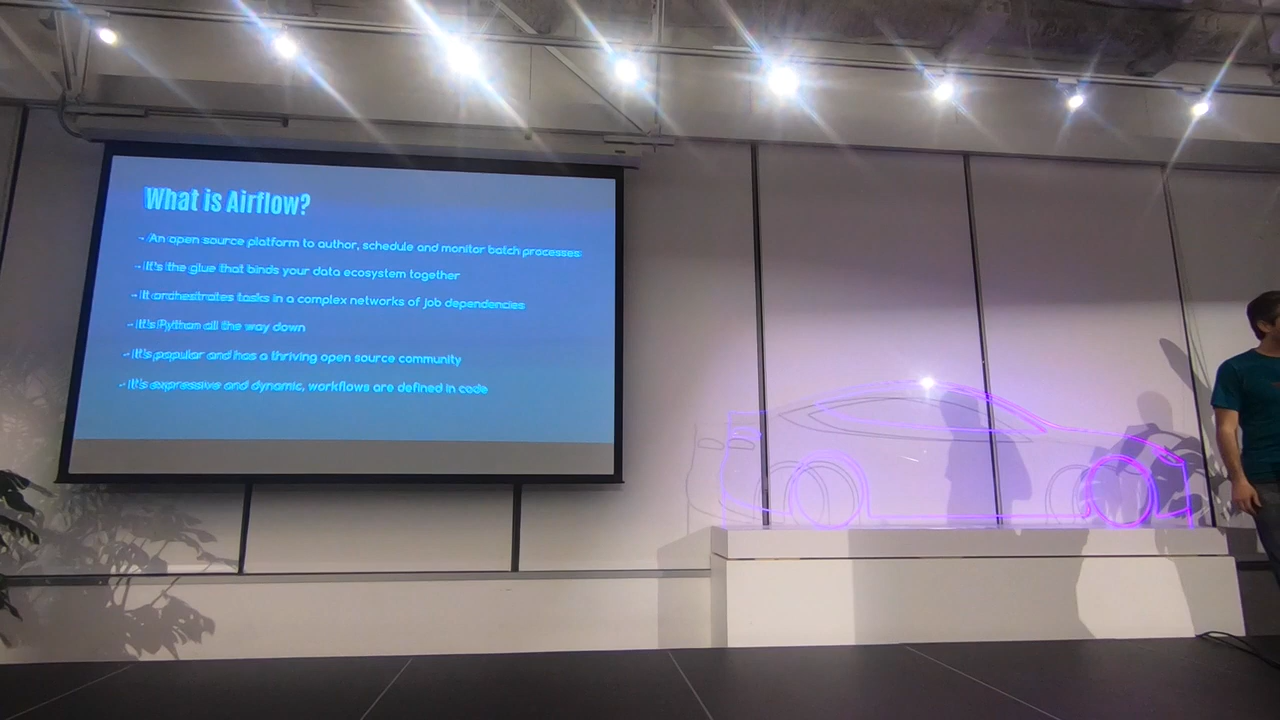 What is Airflow?
- An open source platform to author, schedule and monitor batch processes
- It's the glue that binds your data ecosystem together
- It orchestrates tasks in a complex networks of job dependencies
- It's Python all the way down
- It's popular and has a thriving open source community
- It's expressive and dynamic, workflows are defined in code